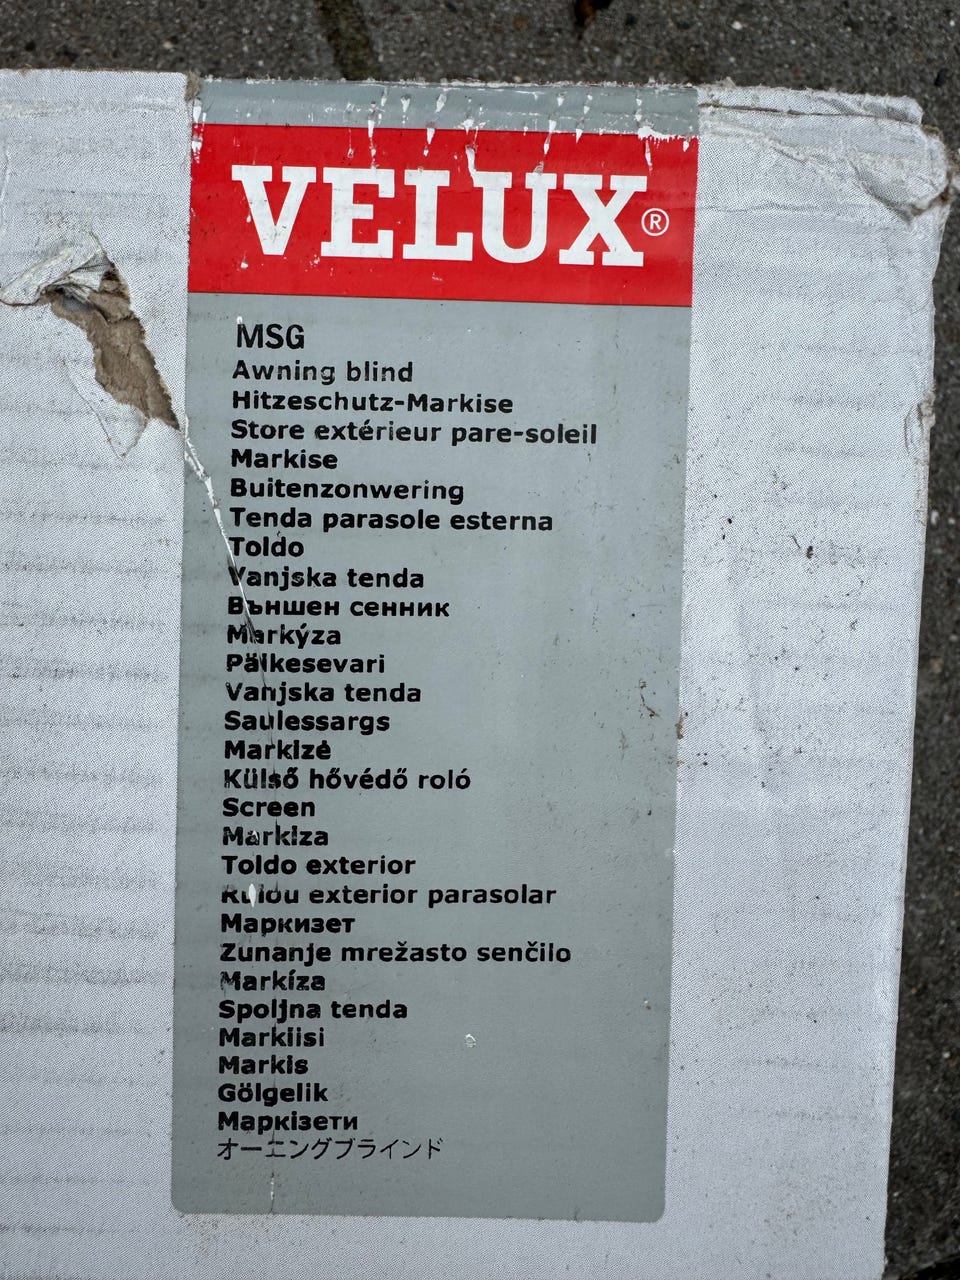 VELUX®
MSG
Awning blind
Hitzeschutz-Markise
Store extérieur pare-soleil
Markise
Buitenzonwering
Tenda parasole esterna
Toldo
Vanjska tenda
Външен сенник
Markýza
Pälkesevari
Vanjska tenda
Saulessargs
Markizė
Külső hővédő roló
Screen
Markiza
Toldo exterior
Rulou exterior parasolar
Маркизет
Zunanje mrežasto senčilo
Markíza
Spoljna tenda
Markiisi
Markis
Gölgelik
Маркізети
オーニングブラインド